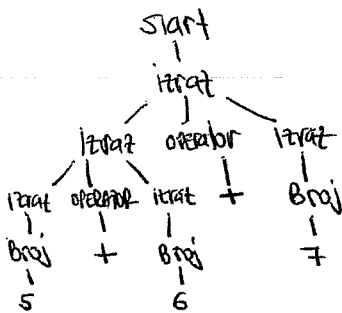 start
izraz
izraz operator izraz
izraz OPERATOR izraz + Broj
Broj + Broj 7
5 6